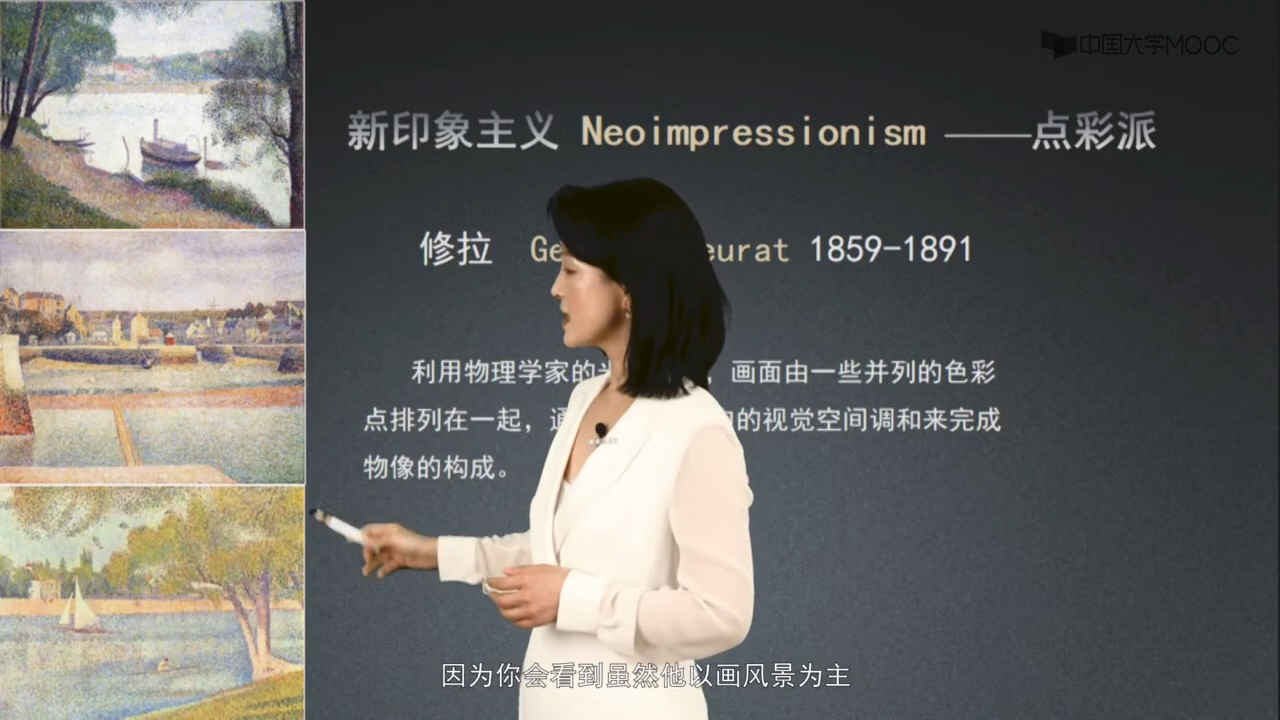 中国大学MOOC
新印象主义 Neoimpressionism ——点彩派
修拉 1859-1891
利用物理学家的 画面由一些并列的色彩
点排列在一起, 的视觉空间调和来完成
物像的构成。
因为你会看到虽然他以画风景为主